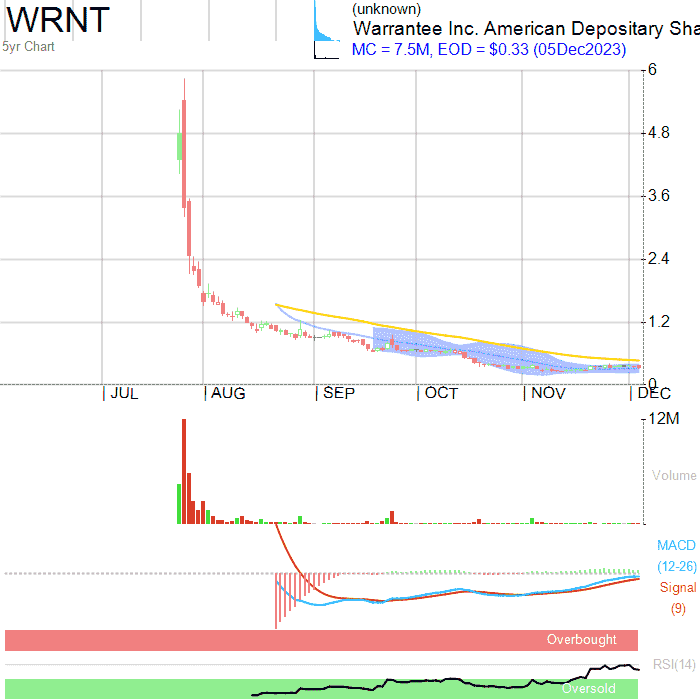 WRNT
5yr Chart
(unknown)
Warrantee Inc. American Depositary Sha
MC = 7.5M, EOD = $0.33 (05Dec2023)
6
4.8
3.6
2.4
1.2
0
JUL AUG SEP OCT NOV DEC
12M
Volume
MACD
(12-26)
Signal
(9)
Overbought
RSI(14)
Oversold